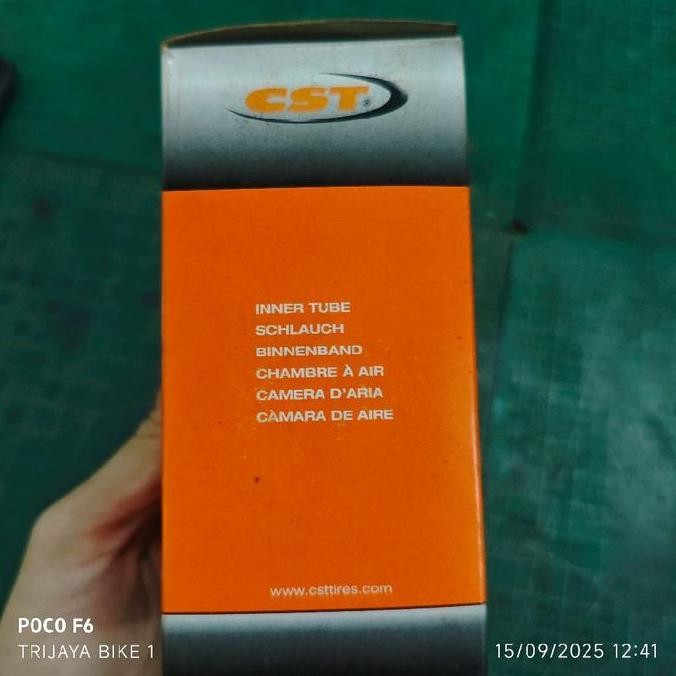 CST®
INNER TUBE
SCHLAUCH
BINNENBAND
CHAMBRE À AIR
CAMERA D'ARIA
CÀMARA DE AIRE
www.csttires.com
POCO F6
TRIJAYA BIKE 1
15/09/2025 12:41